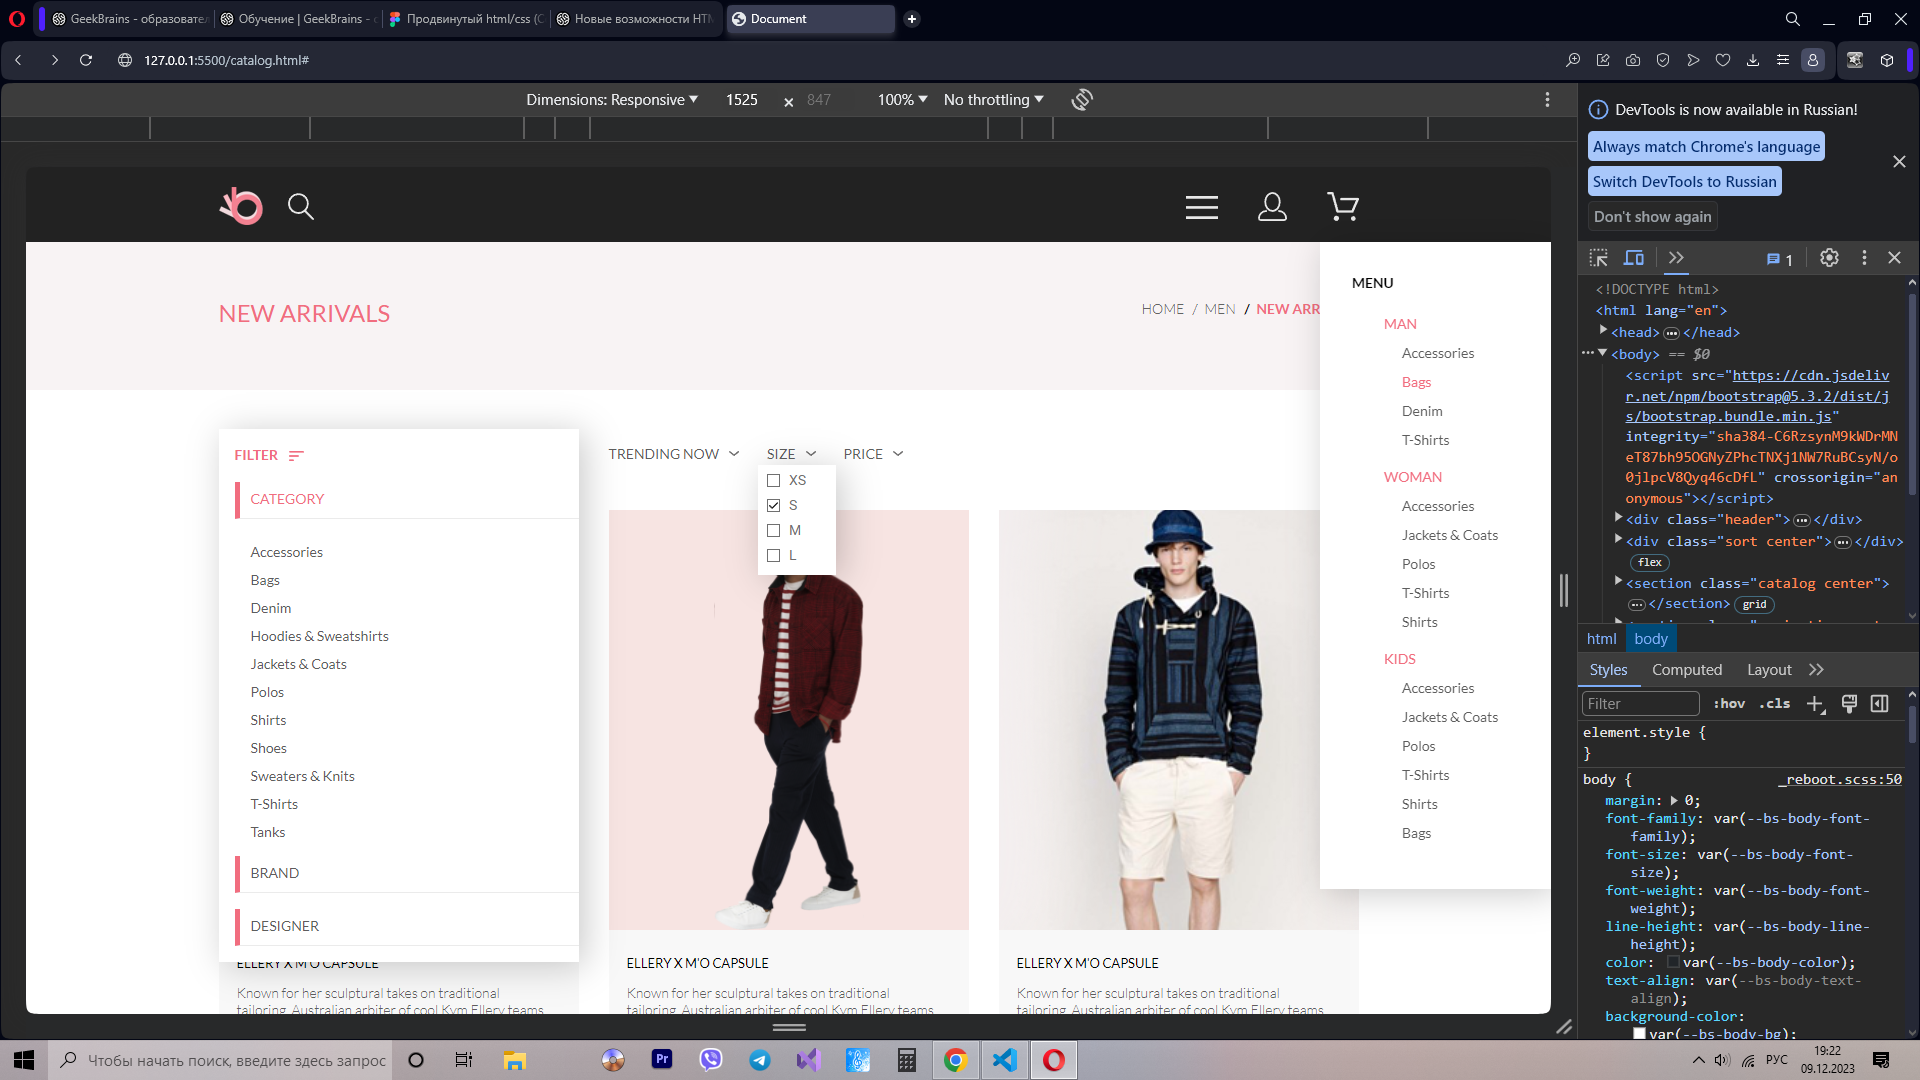 GeekBrains - образовател
Обучение | GeekBrains -
Продвинутый html/css (C
Новые возможности HTM
Document
127.0.0.1:5500/catalog.html#
Dimensions: Responsive 1525 × 847 100% No throttling
DevTools is now available in Russian!
Always match Chrome's language
Switch DevTools to Russian
Don't show again
NEW ARRIVALS
HOME / MEN / NEW ARR
MENU
MAN
Accessories
Bags
Denim
T-Shirts
WOMAN
Accessories
Jackets & Coats
Polos
T-Shirts
Shirts
KIDS
Accessories
Jackets & Coats
Polos
T-Shirts
Shirts
Bags
FILTER
CATEGORY
Accessories
Bags
Denim
Hoodies & Sweatshirts
Jackets & Coats
Polos
Shirts
Shoes
Sweaters & Knits
T-Shirts
Tanks
BRAND
DESIGNER
TRENDING NOW SIZE PRICE
XS
S
M
L
ELLERY X M'O CAPSULE
Known for her sculptural takes on traditional
tailoring, Australian arbiter of cool Kym Ellery teams
ELLERY X M'O CAPSULE
Known for her sculptural takes on traditional
tailoring, Australian arbiter of cool Kym Ellery teams
ELLERY X M'O CAPSULE
Known for her sculptural takes on traditional
tailoring, Australian arbiter of cool Kym Ellery teams
1
<!DOCTYPE html>
<html lang="en">
<head> ••• </head>
••• <body> == $0
<script src="https://cdn.jsdeliv
r.net/npm/bootstrap@5.3.2/dist/j
s/bootstrap.bundle.min.js"
integrity="sha384-C6RzsynM9kWDrMN
eT87bh95OGNyZPhcTNXj1NW7RuBCsyN/o
0jlpcV8Qyq46cDfL" crossorigin="an
onymous"></script>
<div class="header"> ••• </div>
<div class="sort center"> ••• </div>
flex
<section class="catalog center">
••• </section> grid
html body
Styles Computed Layout
Filter :hov .cls
element.style {
}
body { _reboot.scss:50
margin: 0;
font-family: var(--bs-body-font-
family);
font-size: var(--bs-body-font-
size);
font-weight: var(--bs-body-font-
weight);
line-height: var(--bs-body-line-
height);
color: var(--bs-body-color);
text-align: var(--bs-body-text-
align);
background-color:
var(--bs-body-bg);
Чтобы начать поиск, введите здесь запрос
Pr
РУС
19:22
09.12.2023